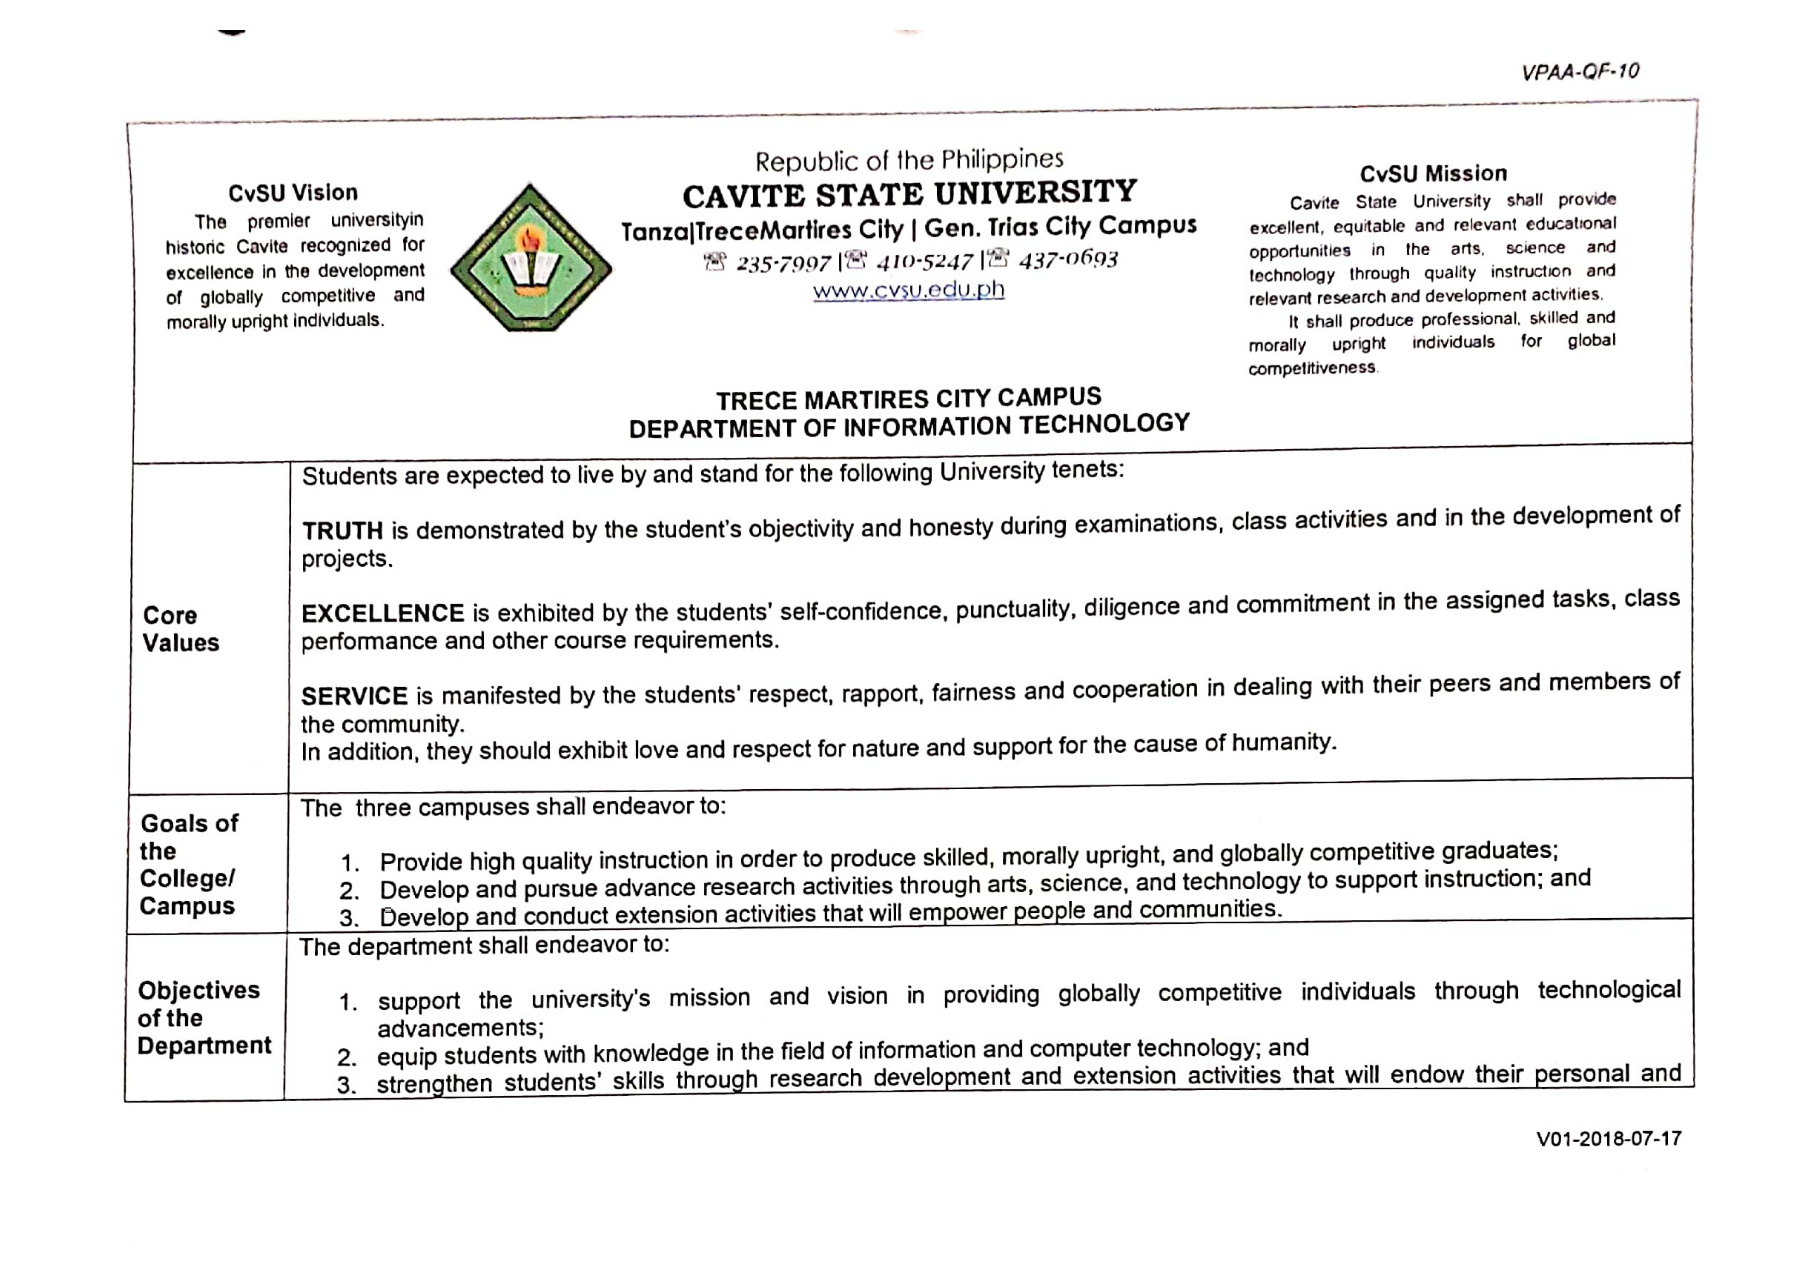 VPAA-QF-10
CvSU Vision
The premier universityin
historic Cavite recognized for
excellence in the development
of globally competitive and
morally upright individuals.
Republic of the Philippines
CAVITE STATE UNIVERSITY
Tanza|TreceMartires City | Gen. Trias City Campus
☏ 235-7997 |☏ 410-5247 |☏ 437-0693
www.cvsu.edu.ph
CvSU Mission
Cavite State University shall provide
excellent, equitable and relevant educational
opportunities in the arts, science and
technology through quality instruction and
relevant research and development activities.
It shall produce professional, skilled and
morally upright individuals for global
competitiveness.
TRECE MARTIRES CITY CAMPUS
DEPARTMENT OF INFORMATION TECHNOLOGY
Core
Values
Students are expected to live by and stand for the following University tenets:
TRUTH is demonstrated by the student's objectivity and honesty during examinations, class activities and in the development of
projects.
EXCELLENCE is exhibited by the students' self-confidence, punctuality, diligence and commitment in the assigned tasks, class
performance and other course requirements.
SERVICE is manifested by the students' respect, rapport, fairness and cooperation in dealing with their peers and members of
the community.
In addition, they should exhibit love and respect for nature and support for the cause of humanity.
Goals of
the
College/
Campus
The three campuses shall endeavor to:
1. Provide high quality instruction in order to produce skilled, morally upright, and globally competitive graduates;
2. Develop and pursue advance research activities through arts, science, and technology to support instruction; and
3. Develop and conduct extension activities that will empower people and communities.
Objectives
of the
Department
The department shall endeavor to:
1. support the university's mission and vision in providing globally competitive individuals through technological
advancements;
2. equip students with knowledge in the field of information and computer technology; and
3. strengthen students' skills through research development and extension activities that will endow their personal and
V01-2018-07-17